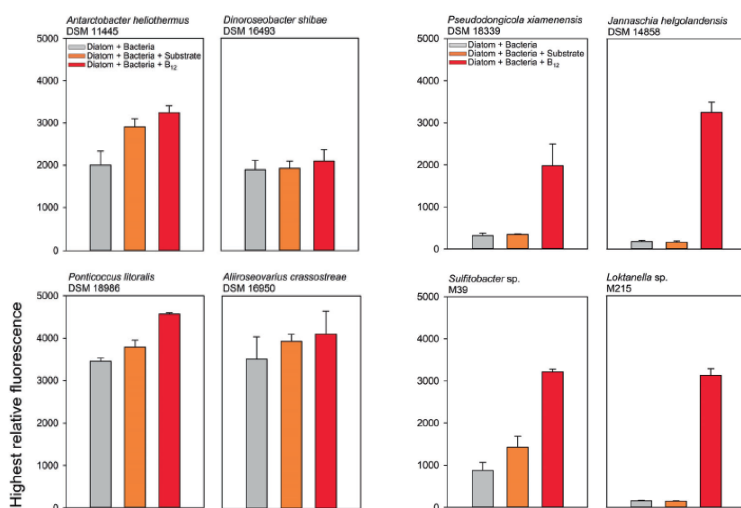 Antarctobacter heliothermus
DSM 11445
Dinoroseobacter shibae
DSM 16493
Pseudodongicola xiamenensis
DSM 18339
Jannaschia helgolandensis
DSM 14858
5000
4000
3000
2000
1000
0
Diatom + Bacteria
Diatom + Bacteria + Substrate
Diatom + Bacteria + B₁₂
5000
4000
3000
2000
1000
0
Diatom + Bacteria
Diatom + Bacteria + Substrate
Diatom + Bacteria + B₁₂
Ponticoccus litoralis
DSM 18986
Aliiroseovarius crassostreae
DSM 16950
Sulfitobacter sp.
M39
Loktanella sp.
M215
5000
4000
3000
2000
1000
0
5000
4000
3000
2000
1000
0
Highest relative fluorescence